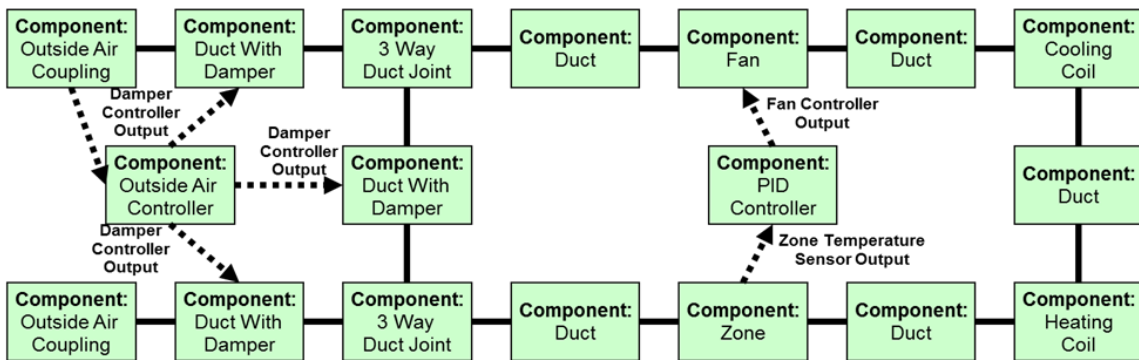 Component:
Outside Air
Coupling
Component:
Duct With
Damper
Component:
3 Way
Duct Joint
Component:
Duct
Component:
Fan
Component:
Duct
Component:
Cooling
Coil
Damper
Controller
Output
Fan Controller
Output
Damper
Controller
Output
Component:
Outside Air
Controller
Component:
Duct With
Damper
Component:
PID
Controller
Component:
Duct
Damper
Controller
Output
Zone Temperature
Sensor Output
Component:
Outside Air
Coupling
Component:
Duct With
Damper
Component:
3 Way
Duct Joint
Component:
Duct
Component:
Zone
Component:
Duct
Component:
Heating
Coil